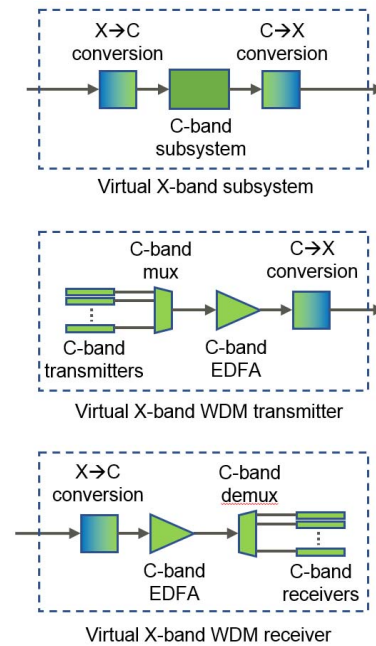 X→C
conversion
C→X
conversion
C-band
subsystem
Virtual X-band subsystem
C-band
mux
C→X
conversion
C-band
transmitters
C-band
EDFA
Virtual X-band WDM transmitter
X→C
conversion
C-band
demux
C-band
EDFA
C-band
receivers
Virtual X-band WDM receiver